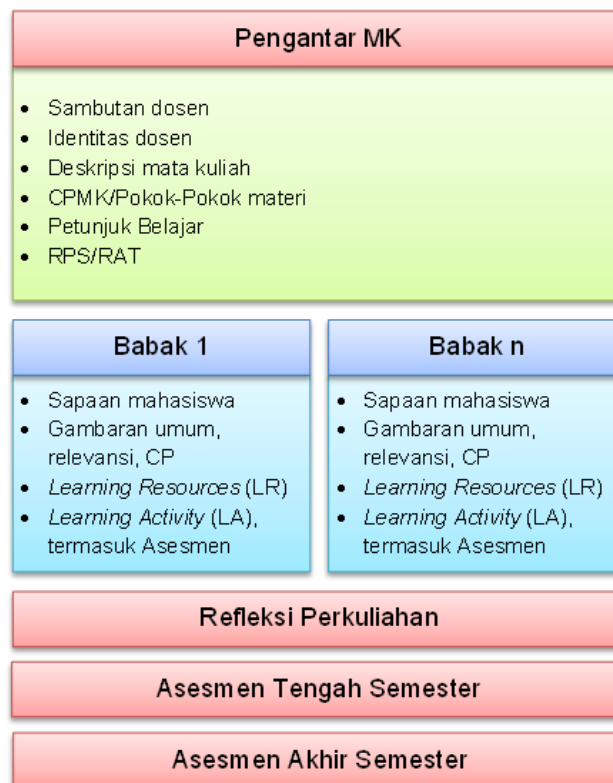 Pengantar MK
• Sambutan dosen
• Identitas dosen
• Deskripsi mata kuliah
• CPMK/Pokok-Pokok materi
• Petunjuk Belajar
• RPS/RAT
Babak 1
• Sapaan mahasiswa
• Gambaran umum,
relevansi, CP
• Learning Resources (LR)
• Learning Activity (LA),
termasuk Asesmen
Babak n
• Sapaan mahasiswa
• Gambaran umum,
relevansi, CP
• Learning Resources (LR)
• Learning Activity (LA),
termasuk Asesmen
Refleksi Perkuliahan
Asesmen Tengah Semester
Asesmen Akhir Semester